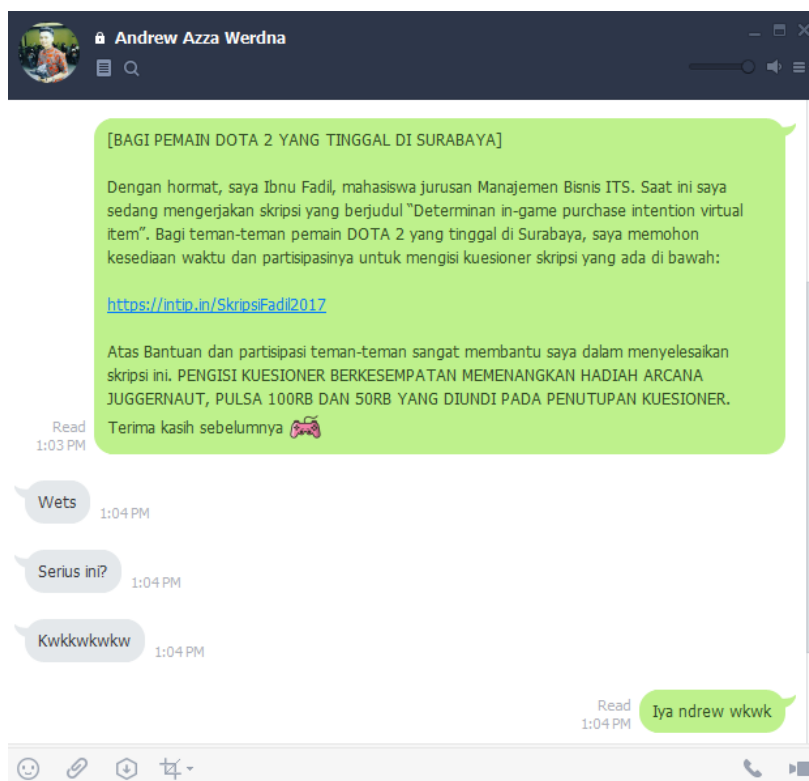 Andrew Azza Werdna
[BAGI PEMAIN DOTA 2 YANG TINGGAL DI SURABAYA]
Dengan hormat, saya Ibnu Fadil, mahasiswa jurusan Manajemen Bisnis ITS. Saat ini saya
sedang mengerjakan skripsi yang berjudul "Determinan in-game purchase intention virtual
item". Bagi teman-teman pemain DOTA 2 yang tinggal di Surabaya, saya memohon
kesediaan waktu dan partisipasinya untuk mengisi kuesioner skripsi yang ada di bawah:
https://intip.in/SkripsiFadil2017
Atas Bantuan dan partisipasi teman-teman sangat membantu saya dalam menyelesaikan
skripsi ini. PENGISI KUESIONER BERKESEMPATAN MEMENANGKAN HADIAH ARCANA
JUGGERNAUT, PULSA 100RB DAN 50RB YANG DIUNDI PADA PENUTUPAN KUESIONER.
Terima kasih sebelumnya
Read
1:03 PM
Wets
1:04 PM
Serius ini?
1:04 PM
Kwkkwkwkw
1:04 PM
Read
1:04 PM
Iya ndrew wkwk